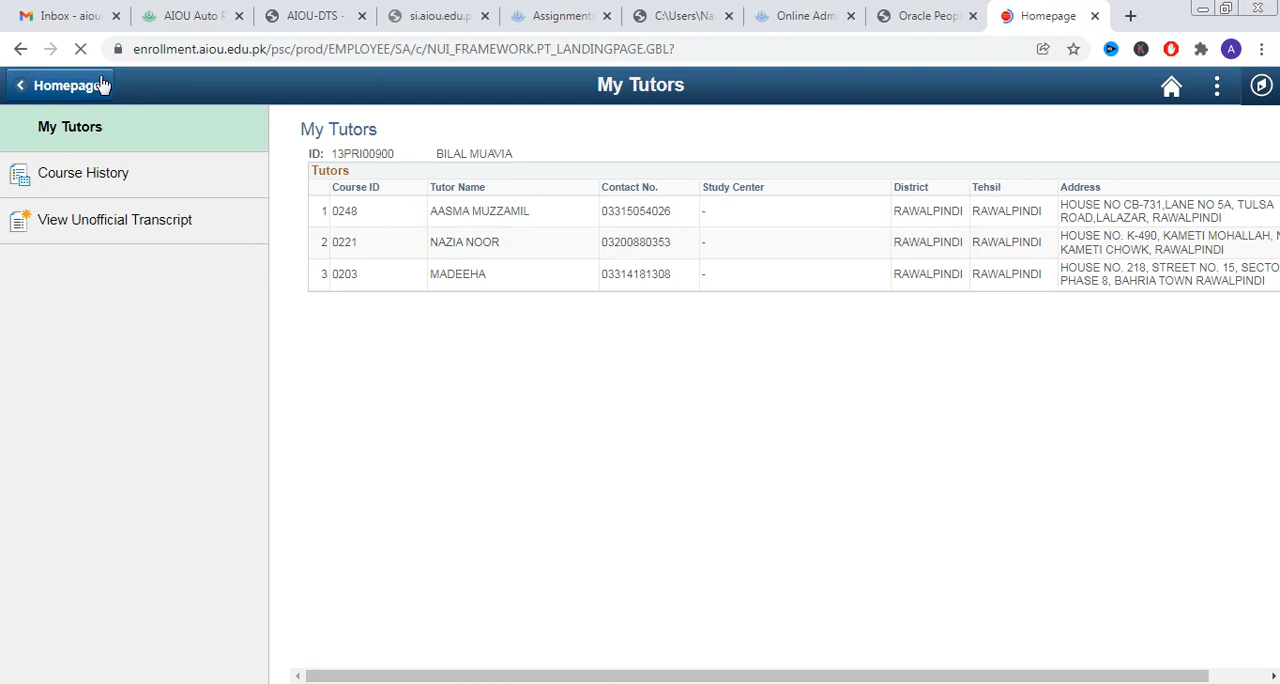 Inbox - aiou
AIOU Auto P
AIOU-DTS -
si.aiou.edu.p
Assignments
C:\Users\Na
Online Adm
Oracle Peopl
Homepage
enrollment.aiou.edu.pk/psc/prod/EMPLOYEE/SA/c/NUI_FRAMEWORK.PT_LANDINGPAGE.GBL?
K
A
Homepage
My Tutors
My Tutors
Course History
View Unofficial Transcript
My Tutors
ID: 13PRI00900 BILAL MUAVIA
Tutors
Course ID Tutor Name Contact No. Study Center District Tehsil Address
1 0248 AASMA MUZZAMIL 03315054026 - RAWALPINDI RAWALPINDI HOUSE NO CB-731,LANE NO 5A, TULSA
ROAD,LALAZAR, RAWALPINDI
2 0221 NAZIA NOOR 03200880353 - RAWALPINDI RAWALPINDI HOUSE NO. K-490, KAMETI MOHALLAH,
KAMETI CHOWK, RAWALPINDI
3 0203 MADEEHA 03314181308 - RAWALPINDI RAWALPINDI HOUSE NO. 218, STREET NO. 15, SECTO
PHASE 8, BAHRIA TOWN RAWALPINDI